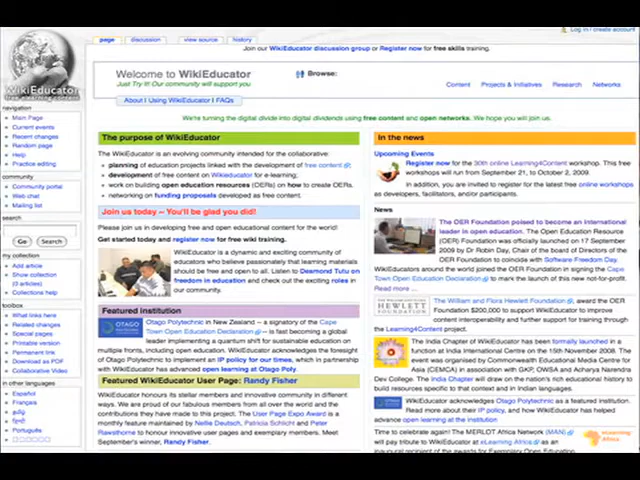 Log in / create account
page discussion view source history
Join our WikiEducator discussion group or Register now for free skills training.
WikiEducator
free elearning content
Welcome to WikiEducator
Just Try It! Our community will support you
Browse:
Content Projects & Initiatives Research Networks
About | Using WikiEducator | FAQs
We're turning the digital divide into digital dividends using free content and open networks. We hope you will join us.
navigation
Main Page
Current events
Recent changes
Random page
Help
Practice editing
community
Community portal
Web chat
Mailing list
search
Go Search
my collection
Add article
Show collection
(0 articles)
Collections help
toolbox
What links here
Related changes
Special pages
Printable version
Permanent link
Download as PDF
Collaborative Video
in other languages
Español
Français
தமிழ்
हिन्दी
Português
The purpose of WikiEducator
The WikiEducator is an evolving community intended for the collaborative:
planning of education projects linked with the development of free content;
development of free content on Wikieducator for e-learning;
work on building open education resources (OERs) on how to create OERs.
networking on funding proposals developed as free content.
Join us today -- You'll be glad you did!
Please join us in developing free and open educational content for the world!
Get started today and register now for free wiki training.
WikiEducator is a dynamic and exciting community of
educators who believe passionately that learning materials
should be free and open to all. Listen to Desmond Tutu on
freedom in education and check out the exciting roles in
our community.
Featured Institution
OTAGO
Otago Polytechnic in New Zealand -- a signatory of the Cape
Town Open Education Declaration -- is fast becoming a global
leader implementing a quantum shift for sustainable education on
multiple fronts, including open education. WikiEducator acknowledges the foresight
of Otago Polytechnic to implement an IP policy for our times, which in partnership
with WikiEducator has advanced open learning at Otago Poly.
Featured WikiEducator User Page: Randy Fisher
WikiEducator honours its stellar members and innovative community in different
ways. We are proud of our fabulous members from around the world and the
contributions they have made to this project. The User Page Expo Award is a
monthly feature maintained by Nellie Deutsch, Patricia Schlicht and Peter
Rawsthorne to honour innovative user pages and exemplary members. Meet
September's winner, Randy Fisher.
In the news
Upcoming Events
Register now for the 30th online Learning4Content workshop. This free
workshops will run from September 21, to October 2, 2009.
In addition, you are invited to register for the latest free online workshops
as developers, facilitators, and/or participants.
News
The OER Foundation poised to become an international
leader in open education. The Open Education Resource
(OER) Foundation was officially launched on 17 September
2009 by Dr Robin Day, Chair of the Board of Directors of
the OER Foundation to coincide with Software Freedom Day.
WikiEducators around the world joined the OER Foundation in signing the Cape
Town Open Education Declaration to mark the launch of this new not-for-profit.
Read more ...
HEWLETT
The William and Flora Hewlett Foundation, award the OER
Foundation $200,000 to support WikiEducator to improve
content interoperability and further support for training through
the Learning4Content project.
The India Chapter of WikiEducator has been formally launched in a
function at India International Centre on the 15th November 2008. The
event was organised by Commonwealth Educational Media Centre for
Asia (CEMCA) in association with GKP, OWSA and Acharya Narendra
Dev College. The India Chapter will draw on the nation's rich educational history to
build resources specific to that context and in Indian languages.
WikiEducator acknowledges Otago Polytechnic as a featured institution.
Read more about their IP policy, and how WikiEducator helped
advance open learning at the institution
Time to celebrate again! The MERLOT Africa Network (MAN)
will pay tribute to WikiEducator at eLearning Africa as an
eLearning
Africa